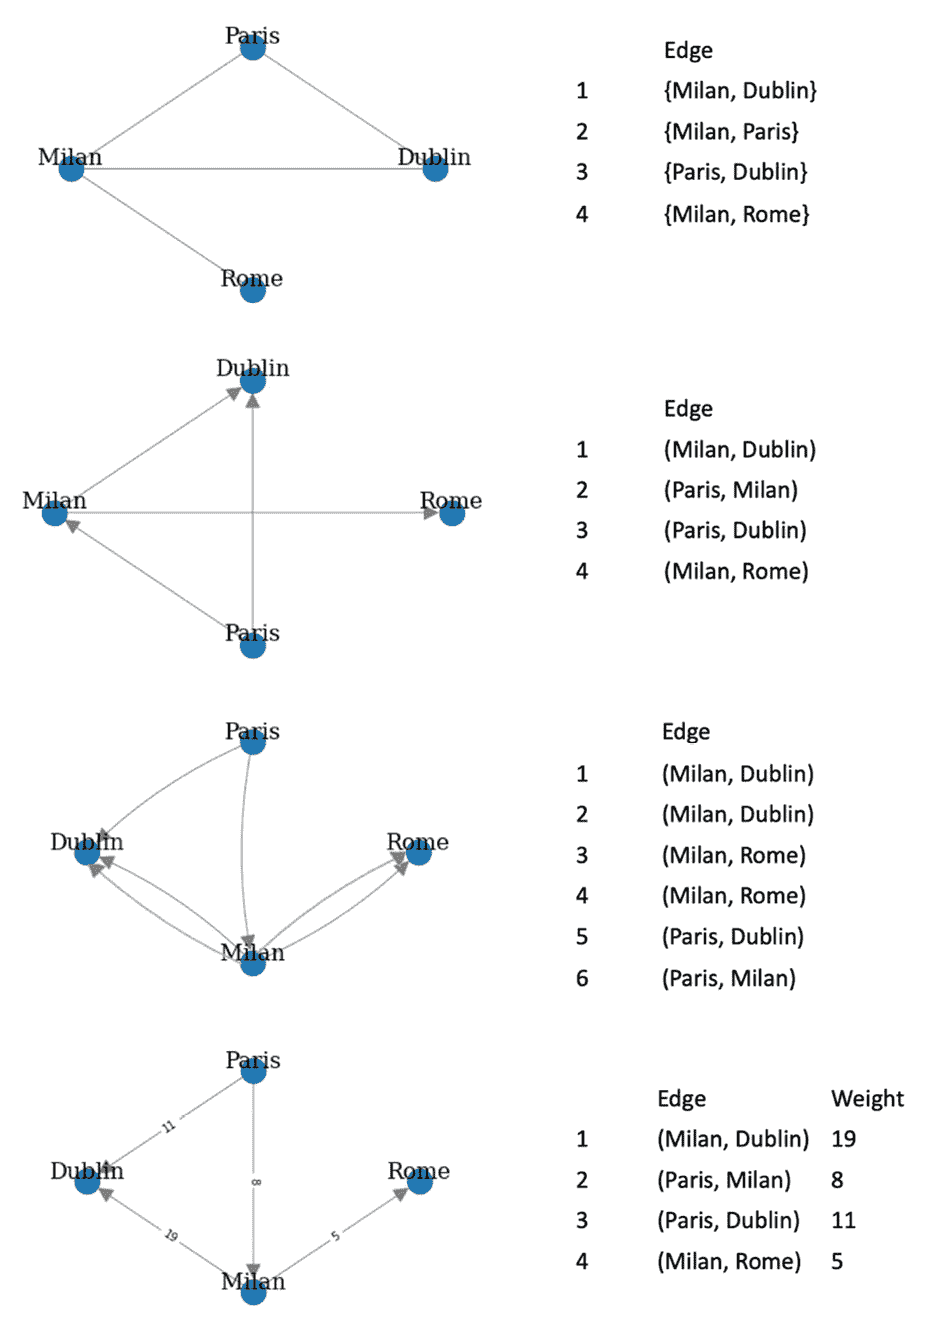 Paris
Milan
Dublin
Rome
Edge
1 {Milan, Dublin}
2 {Milan, Paris}
3 {Paris, Dublin}
4 {Milan, Rome}
Dublin
Milan
Rome
Paris
Edge
1 (Milan, Dublin)
2 (Paris, Milan)
3 (Paris, Dublin)
4 (Milan, Rome)
Paris
Dublin
Rome
Milan
Edge
1 (Milan, Dublin)
2 (Milan, Dublin)
3 (Milan, Rome)
4 (Milan, Rome)
5 (Paris, Dublin)
6 (Paris, Milan)
Paris
11
Dublin
8
Rome
19
5
Milan
Edge Weight
1 (Milan, Dublin) 19
2 (Paris, Milan) 8
3 (Paris, Dublin) 11
4 (Milan, Rome) 5